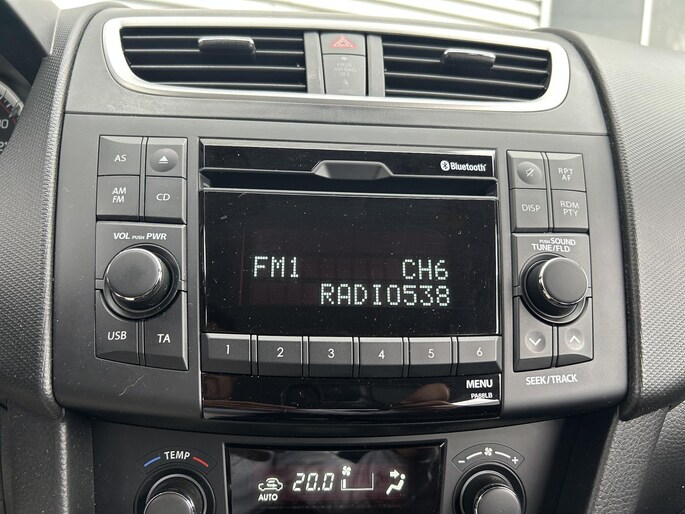 AS
AM
FM
CD
Bluetooth
RPT
AF
DISP
RDM
PTY
VOL PUSH PWR
PUSH SOUND
TUNE/FLD
FM1 CH6
RADIO538
USB
TA
1 2 3 4 5 6
SEEK/TRACK
MENU
PA88LB
TEMP
AUTO
20.0